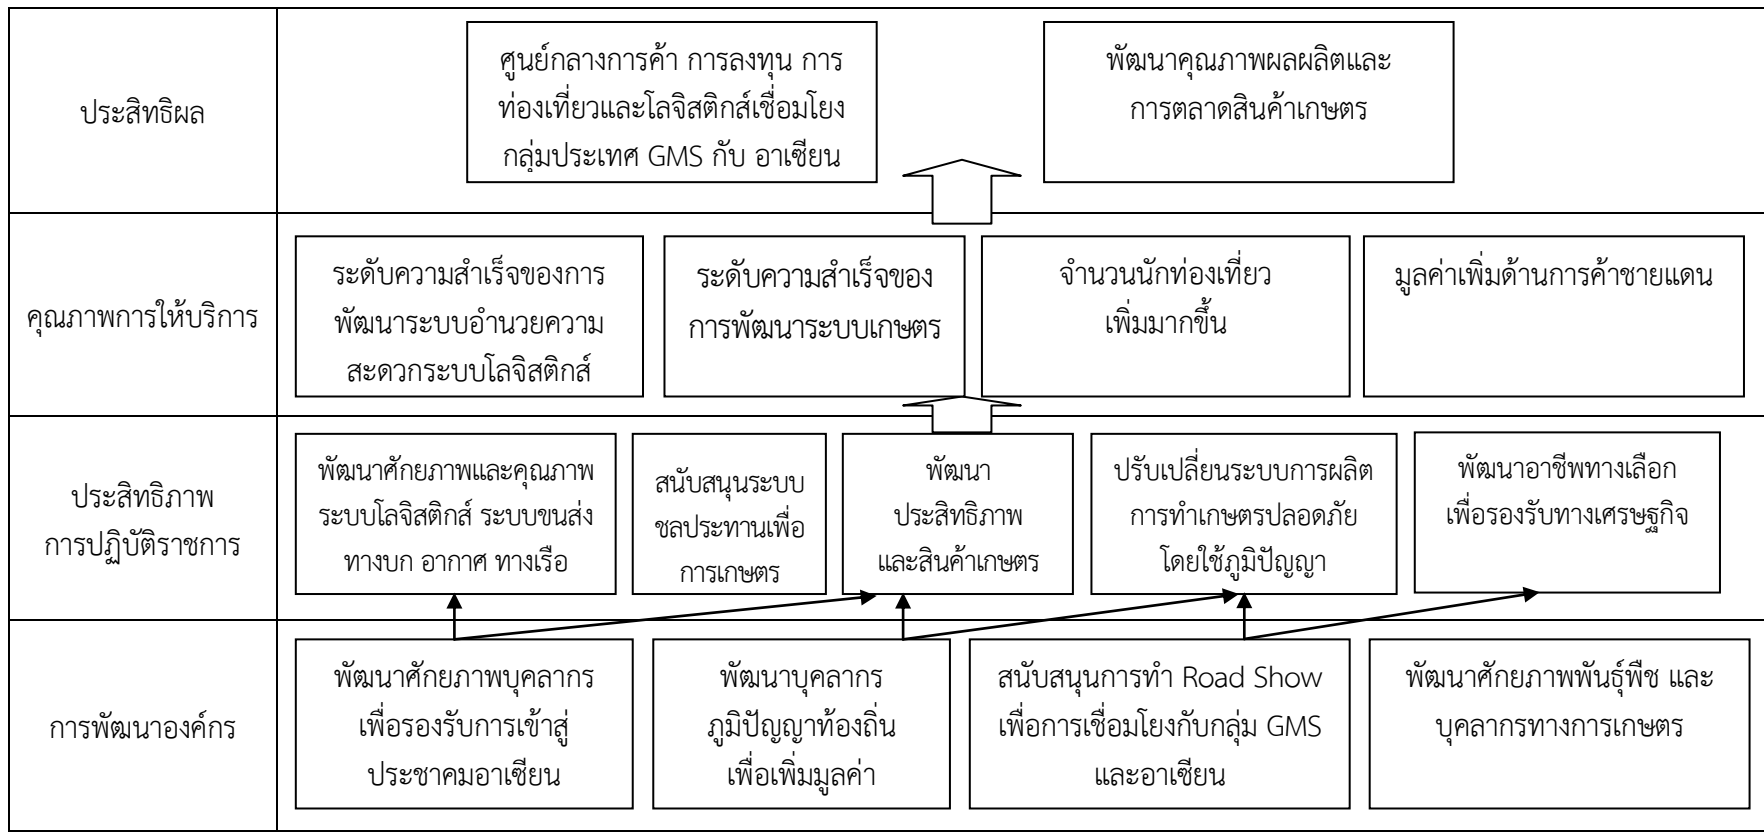 ประสิทธิผล
ศูนย์กลางการค้า การลงทุน การ
ท่องเที่ยวและโลจิสติกส์เชื่อมโยง
กลุ่มประเทศ GMS กับ อาเซียน
พัฒนาคุณภาพผลผลิตและ
การตลาดสินค้าเกษตร
คุณภาพการให้บริการ
ระดับความสำเร็จของการ
พัฒนาระบบอำนวยความ
สะดวกระบบโลจิสติกส์
ระดับความสำเร็จของ
การพัฒนาระบบเกษตร
จำนวนนักท่องเที่ยว
เพิ่มมากขึ้น
มูลค่าเพิ่มด้านการค้าชายแดน
ประสิทธิภาพ
การปฏิบัติราชการ
พัฒนาศักยภาพและคุณภาพ
ระบบโลจิสติกส์ ระบบขนส่ง
ทางบก อากาศ ทางเรือ
สนับสนุนระบบ
ชลประทานเพื่อ
การเกษตร
พัฒนา
ประสิทธิภาพ
และสินค้าเกษตร
ปรับเปลี่ยนระบบการผลิต
การทำเกษตรปลอดภัย
โดยใช้ภูมิปัญญา
พัฒนาอาชีพทางเลือก
เพื่อรองรับทางเศรษฐกิจ
การพัฒนาองค์กร
พัฒนาศักยภาพบุคลากร
เพื่อรองรับการเข้าสู่
ประชาคมอาเซียน
พัฒนาบุคลากร
ภูมิปัญญาท้องถิ่น
เพื่อเพิ่มมูลค่า
สนับสนุนการทำ Road Show
เพื่อการเชื่อมโยงกับกลุ่ม GMS
และอาเซียน
พัฒนาศักยภาพพันธุ์พืช และ
บุคลากรทางการเกษตร